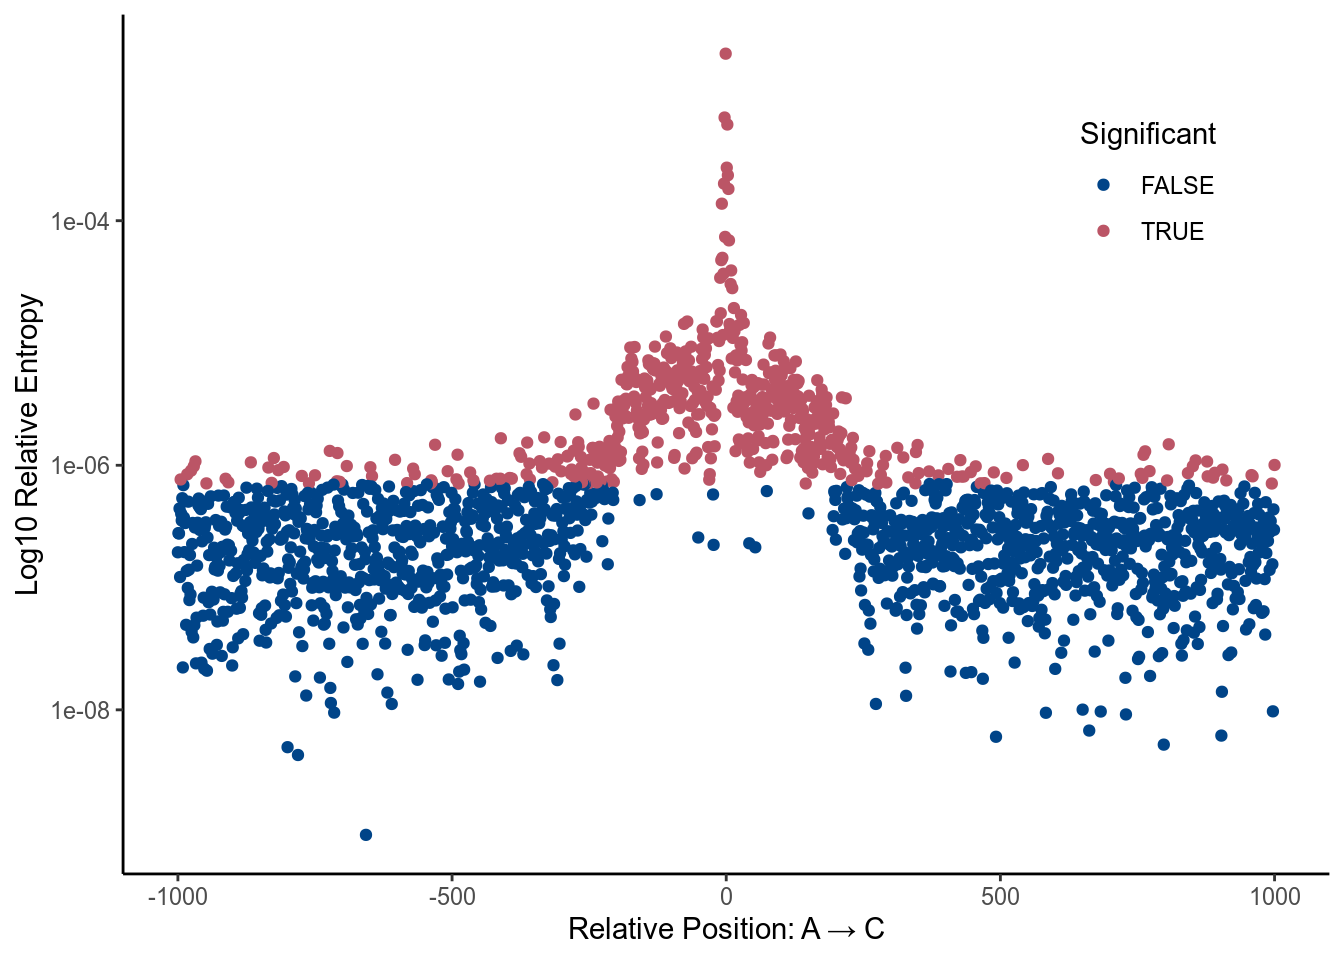 Significant
FALSE
TRUE
1e-04
1e-06
1e-08
Log10 Relative Entropy
-1000
-500
0
500
1000
Relative Position: A → C